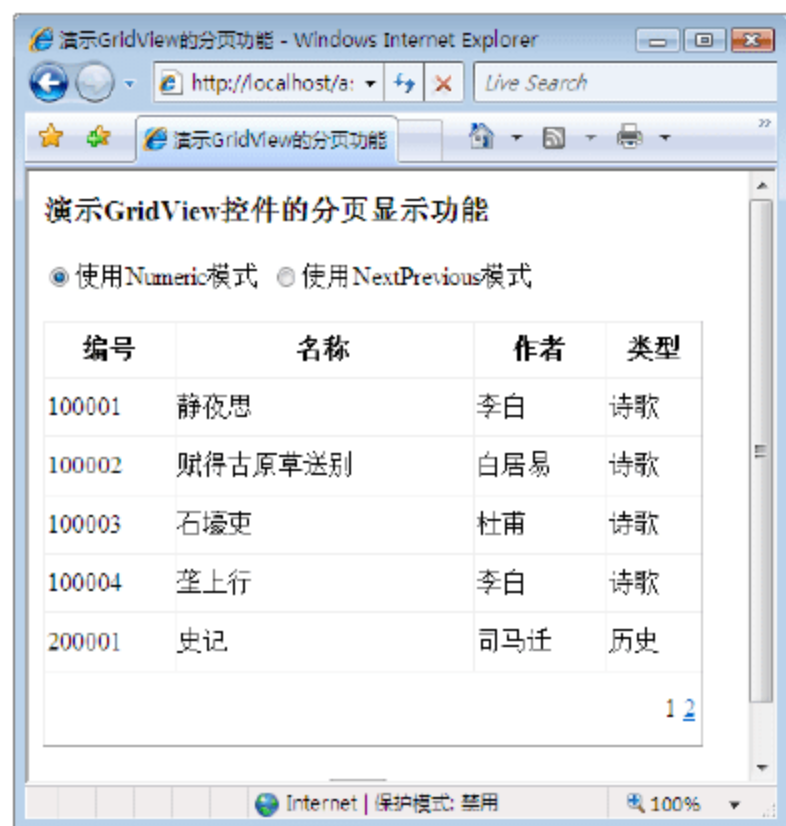 演示GridView的分页功能 - Windows Internet Explorer
http://localhost/a:
Live Search
演示GridView的分页功能
演示GridView控件的分页显示功能
使用Numeric模式 使用NextPrevious模式
编号 名称 作者 类型
100001 静夜思 李白 诗歌
100002 赋得古原草送别 白居易 诗歌
100003 石壕吏 杜甫 诗歌
100004 垄上行 李白 诗歌
200001 史记 司马迁 历史
1 2
Internet | 保护模式: 禁用 100%